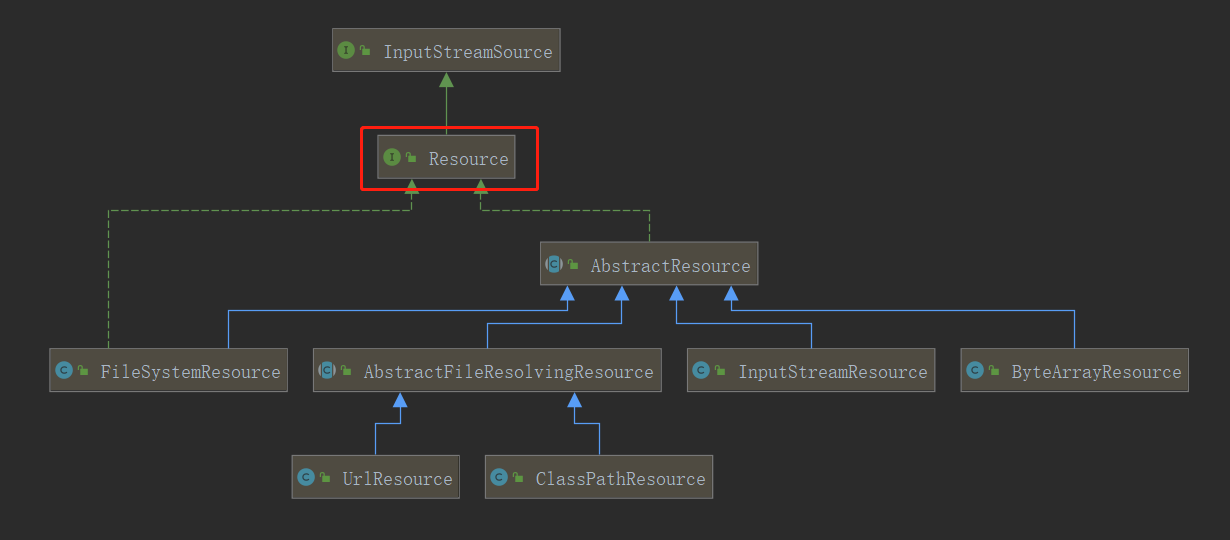 InputStreamSource
Resource
AbstractResource
FileSystemResource
AbstractFileResolvingResource
InputStreamResource
ByteArrayResource
UrlResource
ClassPathResource